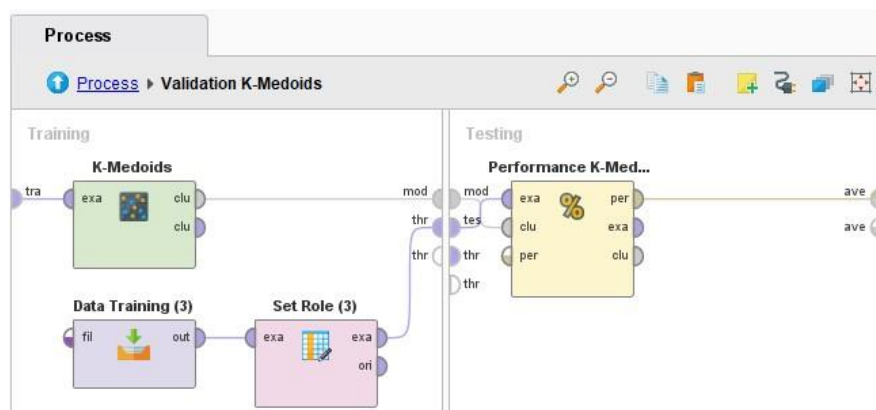 Process
Process ▸ Validation K-Medoids
Training
Testing
K-Medoids
Performance K-Med...
tra
exa
clu
clu
mod
thr
thr
mod
tes
thr
thr
exa
clu
per
per
exa
clu
ave
ave
Data Training (3)
Set Role (3)
fil
out
exa
exa
ori